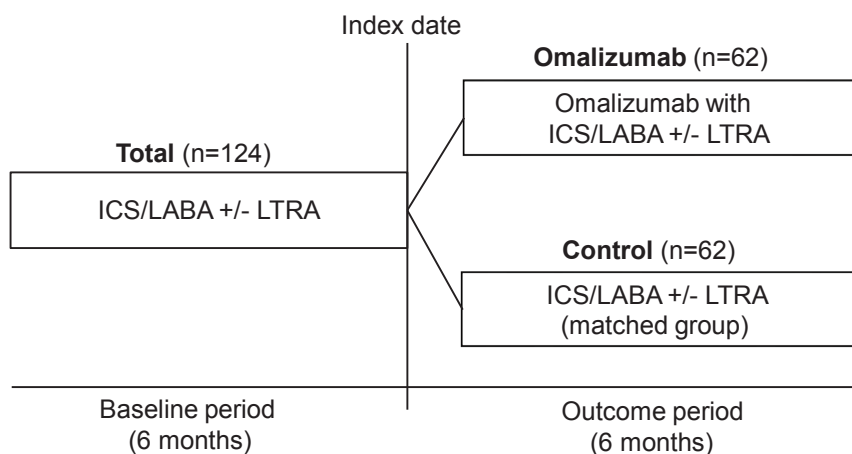 Index date
Total (n=124)
ICS/LABA +/- LTRA
Omalizumab (n=62)
Omalizumab with
ICS/LABA +/- LTRA
Control (n=62)
ICS/LABA +/- LTRA
(matched group)
Baseline period
(6 months)
Outcome period
(6 months)